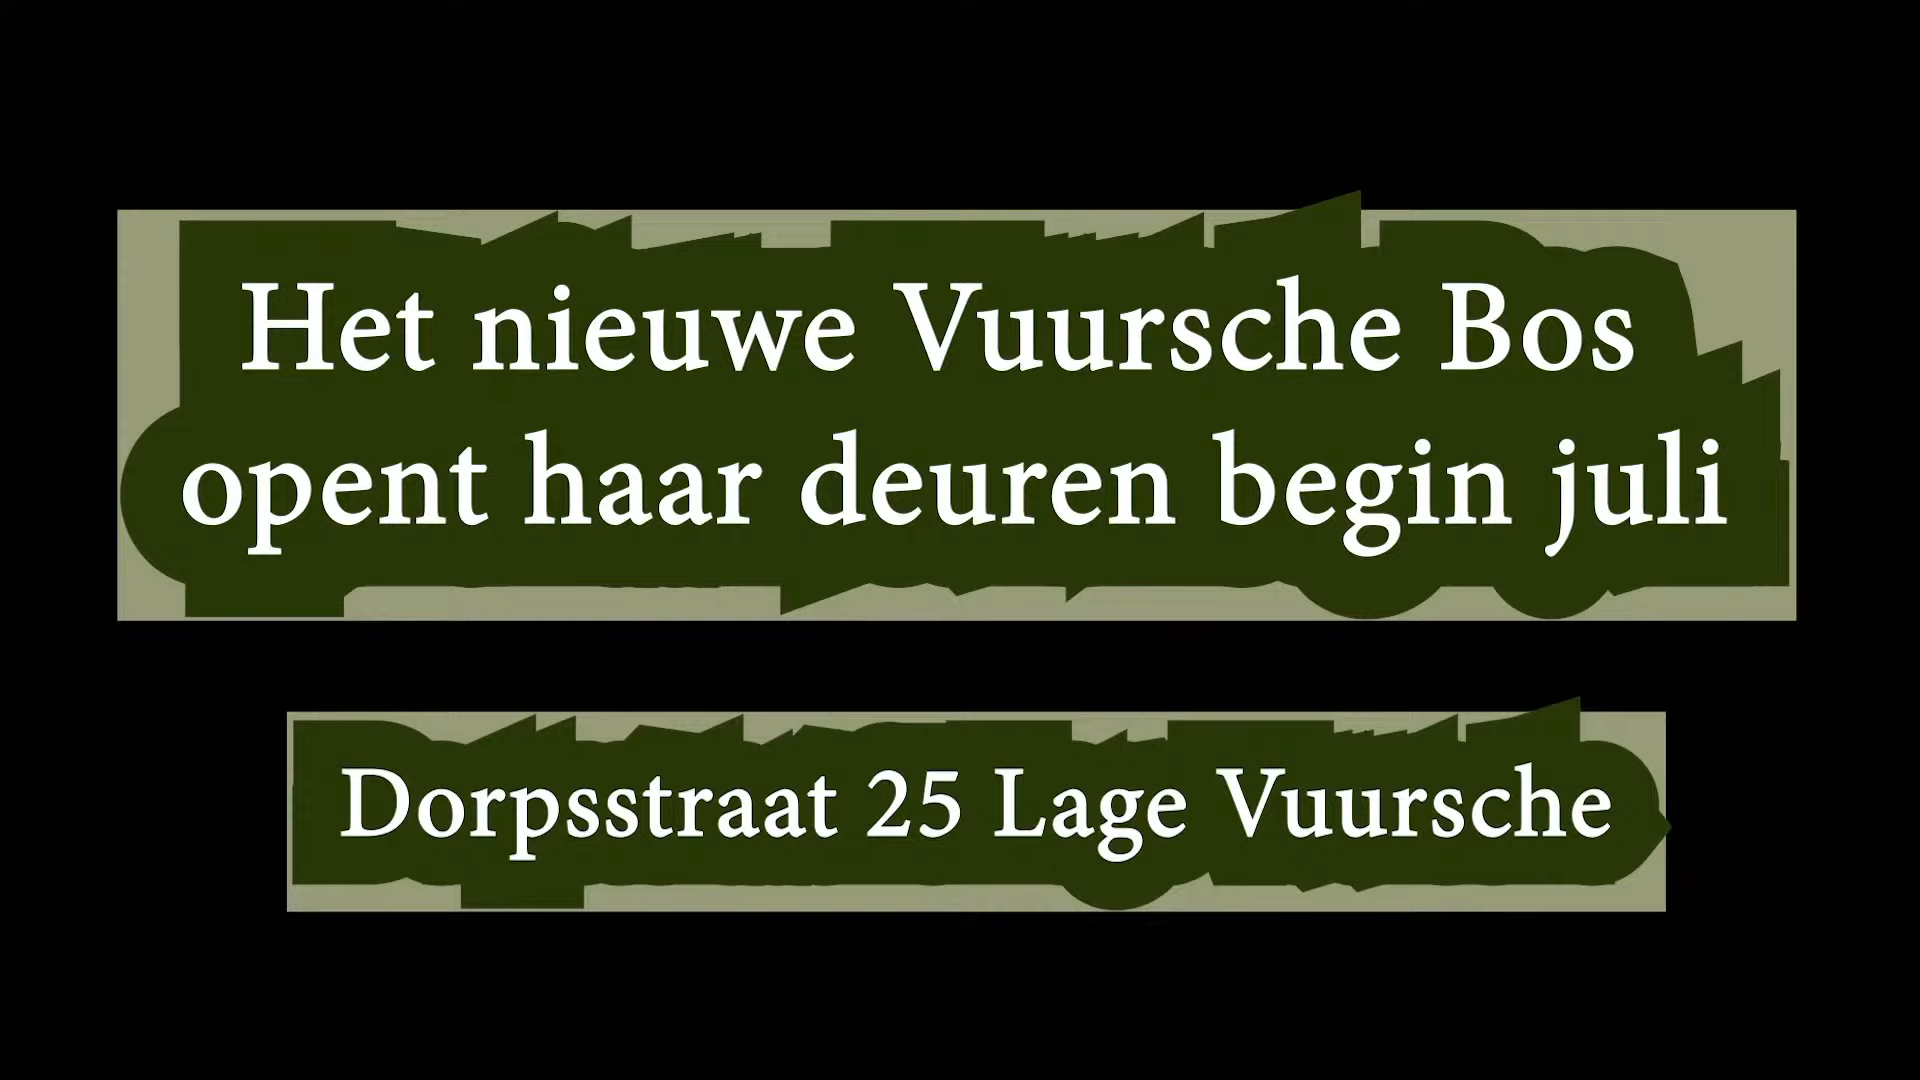 Het nieuwe Vuursche Bos
opent haar deuren begin juli
Dorpsstraat 25 Lage Vuursche